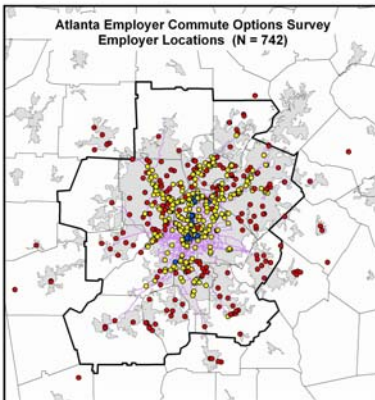 Atlanta Employer Commute Options Survey
Employer Locations (N = 742)